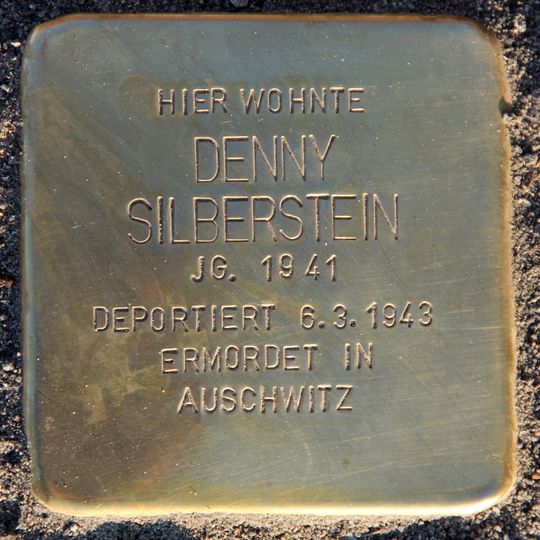 HIER WOHNTE
DENNY
SILBERSTEIN
JG. 1941
DEPORTIERT 6.3.1943
ERMORDET IN
AUSCHWITZ